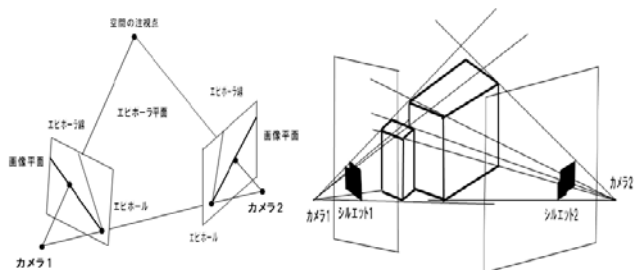 空間の注視点
エピポーラ線
エピポーラ線
エピポーラ平面
画像平面
画像平面
エピポール
カメラ2
エピポール
カメラ1
カメラ1
シルエット1
シルエット2
カメラ2